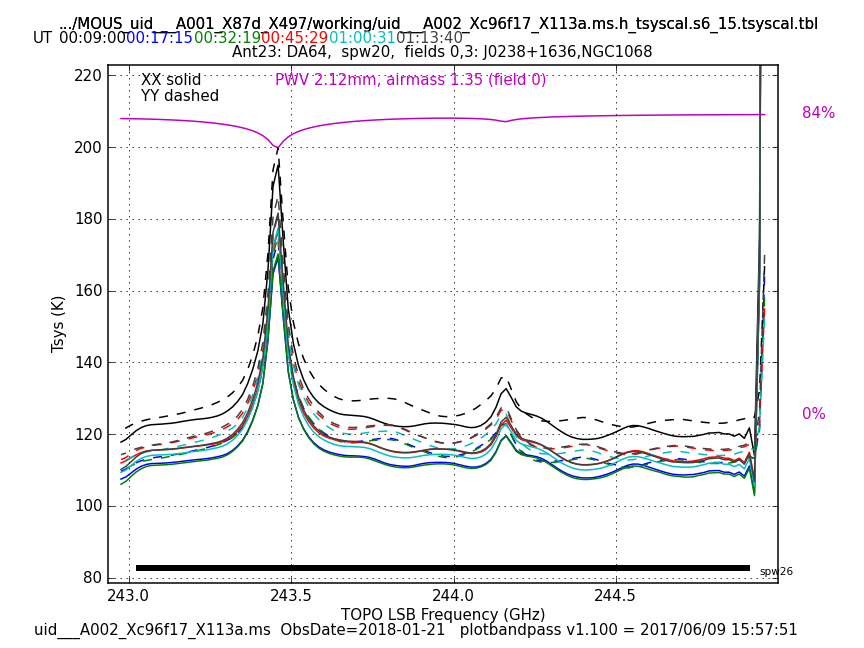 .../MOUS_uid___A001_X87d_X497/working/uid___A002_Xc96f17_X113a.ms.h_tsyscal.s6_15.tsyscal.tbl
UT 00:09:00 00:17:15 00:32:19 00:45:29 01:00:31 01:13:40
Ant23: DA64, spw20, fields 0,3: J0238+1636,NGC1068
XX solid
YY dashed
PWV 2.12mm, airmass 1.35 (field 0)
84%
0%
220
200
180
160
140
120
100
80
Tsys (K)
spw26
243.0 243.5 244.0 244.5
TOPO LSB Frequency (GHz)
uid___A002_Xc96f17_X113a.ms ObsDate=2018-01-21 plotbandpass v1.100 = 2017/06/09 15:57:51